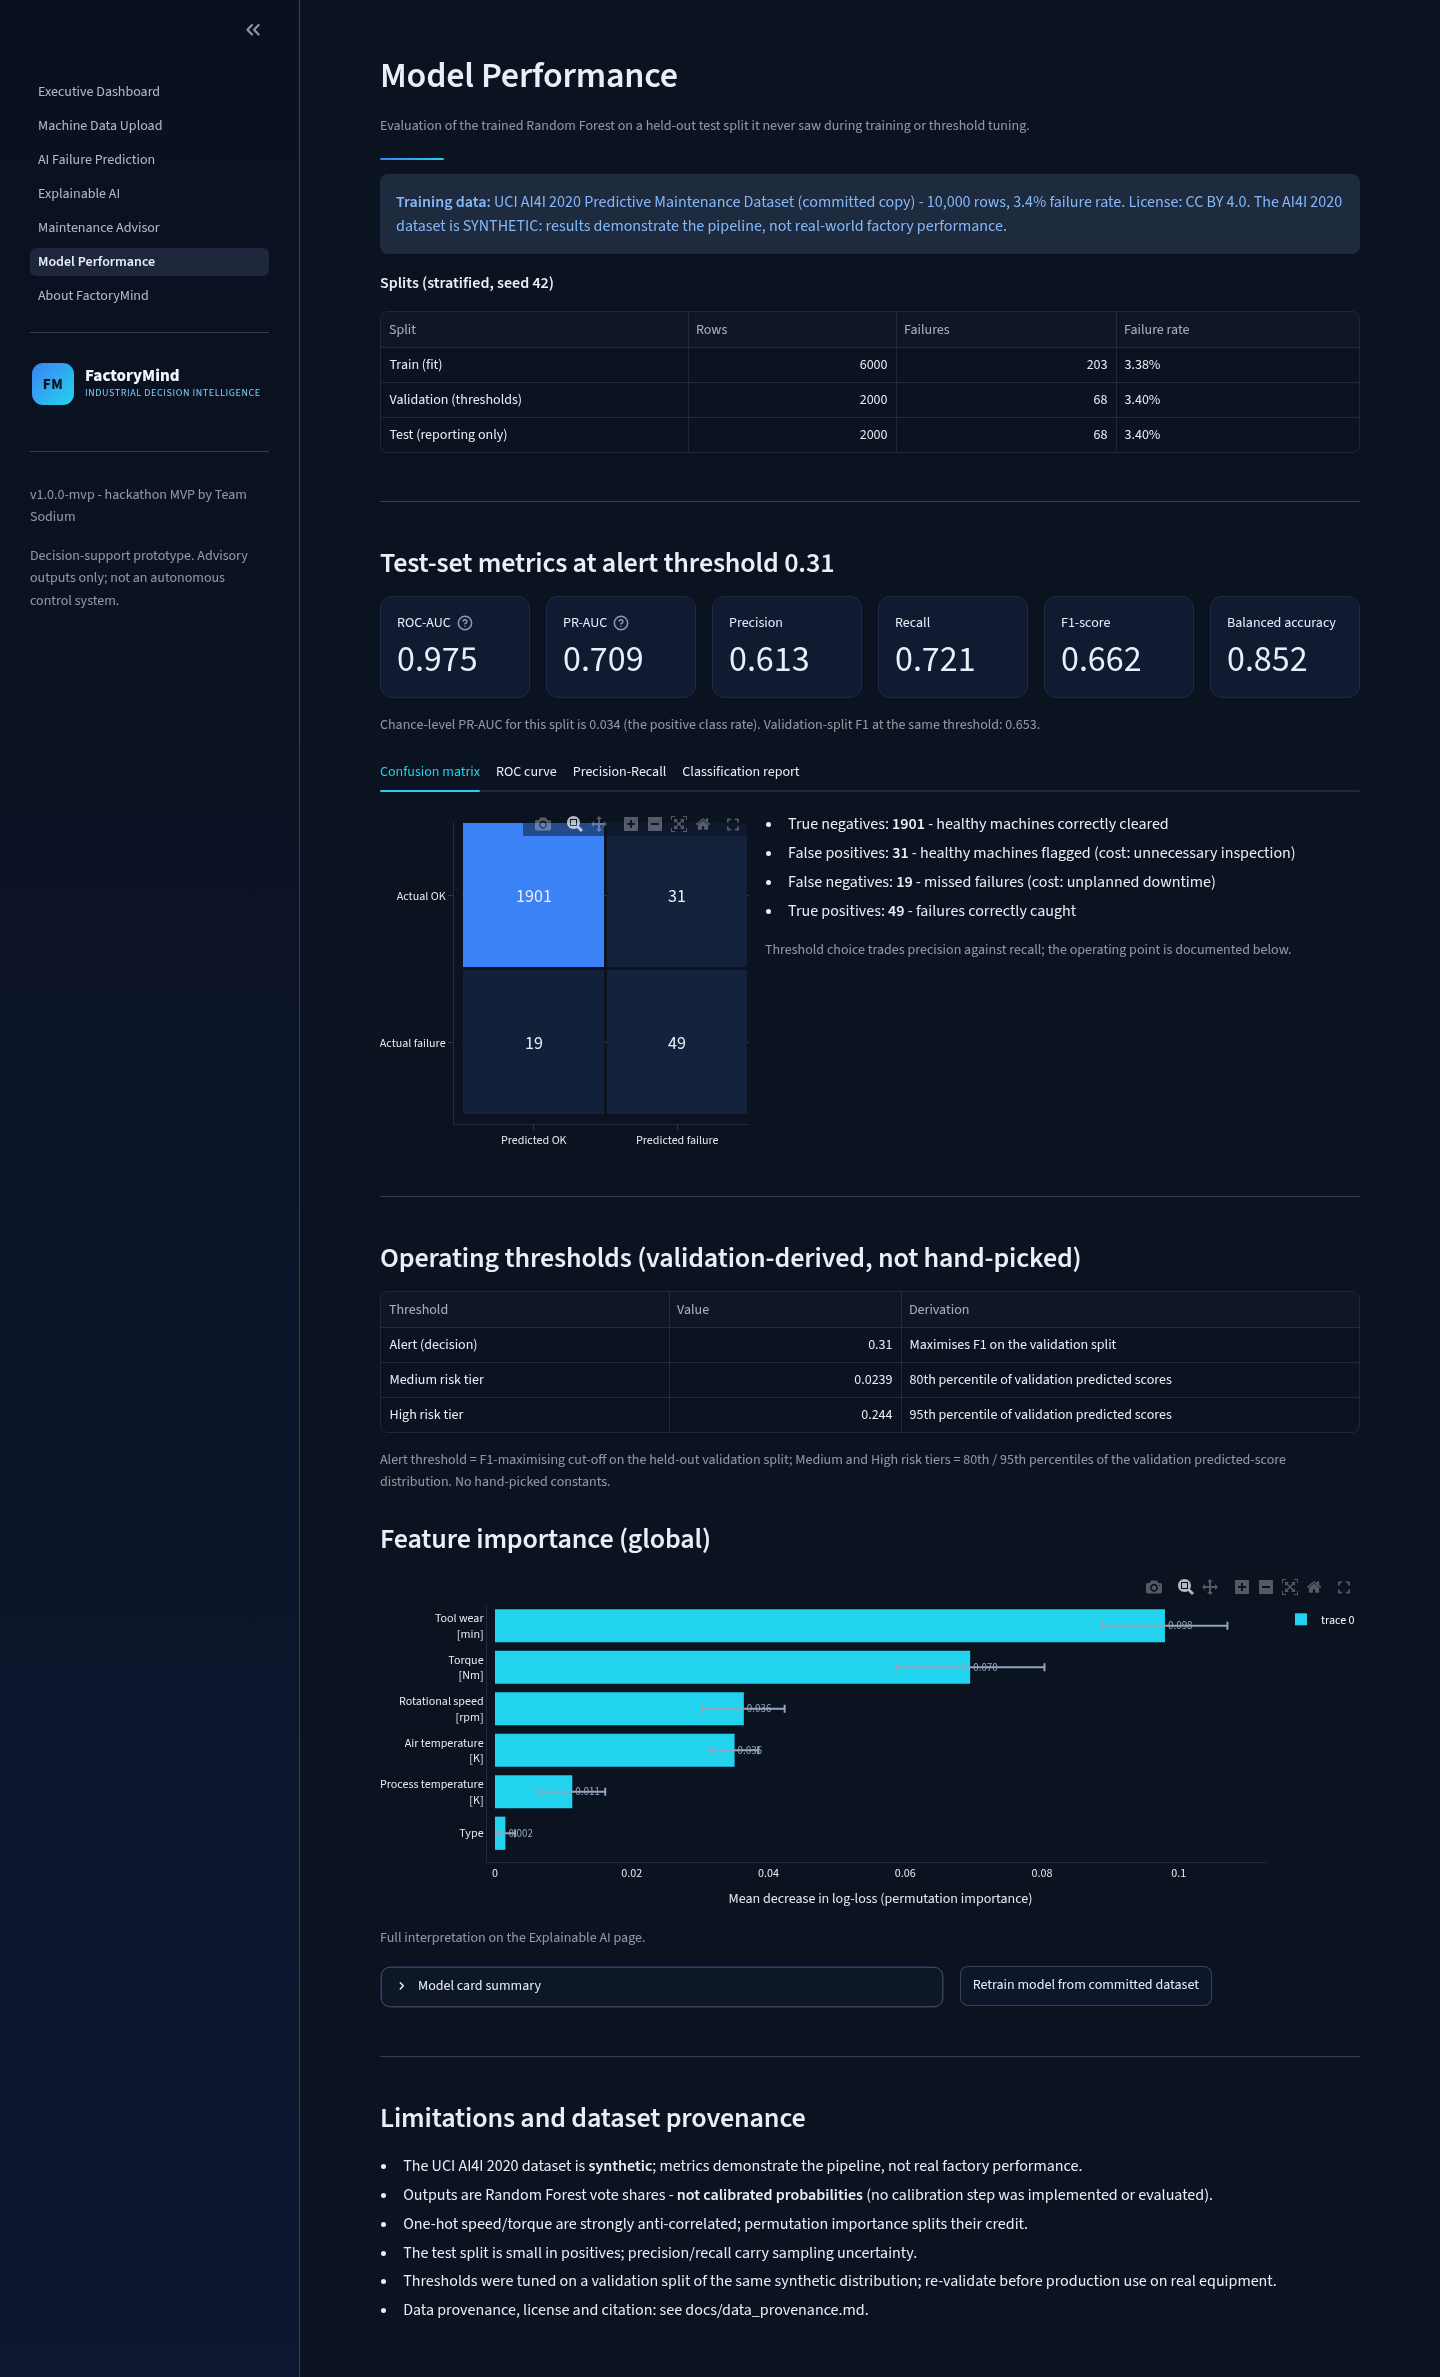 Executive Dashboard
Machine Data Upload
AI Failure Prediction
Explainable AI
Maintenance Advisor
Model Performance
About FactoryMind
FM
FactoryMind
INDUSTRIAL DECISION INTELLIGENCE
v1.0.0-mvp - hackathon MVP by Team
Sodium
Decision-support prototype. Advisory
outputs only; not an autonomous
control system.
Model Performance
Evaluation of the trained Random Forest on a held-out test split it never saw during training or threshold tuning.
Training data: UCI AI4I 2020 Predictive Maintenance Dataset (committed copy) - 10,000 rows, 3.4% failure rate. License: CC BY 4.0. The AI4I 2020
dataset is SYNTHETIC: results demonstrate the pipeline, not real-world factory performance.
Splits (stratified, seed 42)
Split Rows Failures Failure rate
Train (fit) 6000 203 3.38%
Validation (thresholds) 2000 68 3.40%
Test (reporting only) 2000 68 3.40%
Test-set metrics at alert threshold 0.31
ROC-AUC PR-AUC Precision Recall F1-score Balanced accuracy
0.975 0.709 0.613 0.721 0.662 0.852
Chance-level PR-AUC for this split is 0.034 (the positive class rate). Validation-split F1 at the same threshold: 0.653.
Confusion matrix ROC curve Precision-Recall Classification report
Actual OK 1901 31
Actual failure 19 49
Predicted OK Predicted failure
True negatives: 1901 - healthy machines correctly cleared
False positives: 31 - healthy machines flagged (cost: unnecessary inspection)
False negatives: 19 - missed failures (cost: unplanned downtime)
True positives: 49 - failures correctly caught
Threshold choice trades precision against recall; the operating point is documented below.
Operating thresholds (validation-derived, not hand-picked)
Threshold Value Derivation
Alert (decision) 0.31 Maximises F1 on the validation split
Medium risk tier 0.0239 80th percentile of validation predicted scores
High risk tier 0.244 95th percentile of validation predicted scores
Alert threshold = F1-maximising cut-off on the held-out validation split; Medium and High risk tiers = 80th / 95th percentiles of the validation predicted-score
distribution. No hand-picked constants.
Feature importance (global)
trace 0
Tool wear
[min] 0.098
Torque
[Nm] 0.070
Rotational speed
[rpm] 0.036
Air temperature
[K] 0.035
Process temperature
[K] 0.011
Type 0.002
0 0.02 0.04 0.06 0.08 0.1
Mean decrease in log-loss (permutation importance)
Full interpretation on the Explainable AI page.
Model card summary
Retrain model from committed dataset
Limitations and dataset provenance
The UCI AI4I 2020 dataset is synthetic; metrics demonstrate the pipeline, not real factory performance.
Outputs are Random Forest vote shares - not calibrated probabilities (no calibration step was implemented or evaluated).
One-hot speed/torque are strongly anti-correlated; permutation importance splits their credit.
The test split is small in positives; precision/recall carry sampling uncertainty.
Thresholds were tuned on a validation split of the same synthetic distribution; re-validate before production use on real equipment.
Data provenance, license and citation: see docs/data_provenance.md.